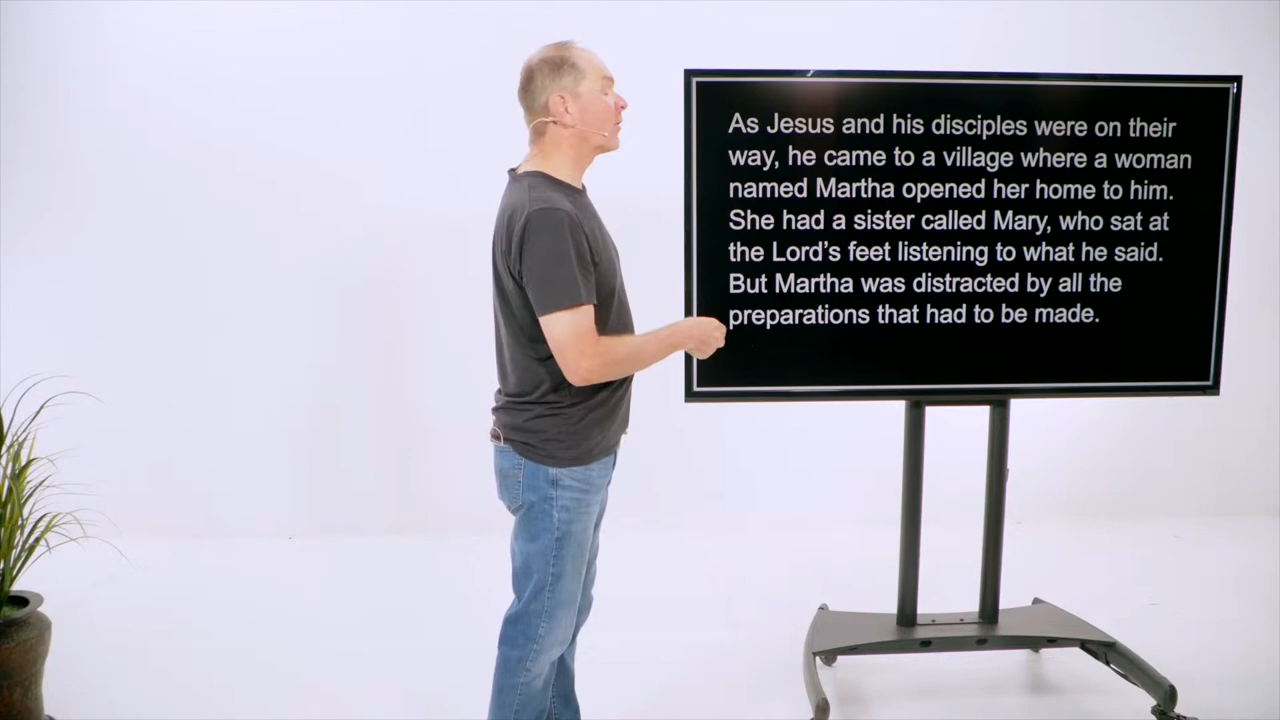 As Jesus and his disciples were on their
way, he came to a village where a woman
named Martha opened her home to him.
She had a sister called Mary, who sat at
the Lord’s feet listening to what he said.
But Martha was distracted by all the
preparations that had to be made.